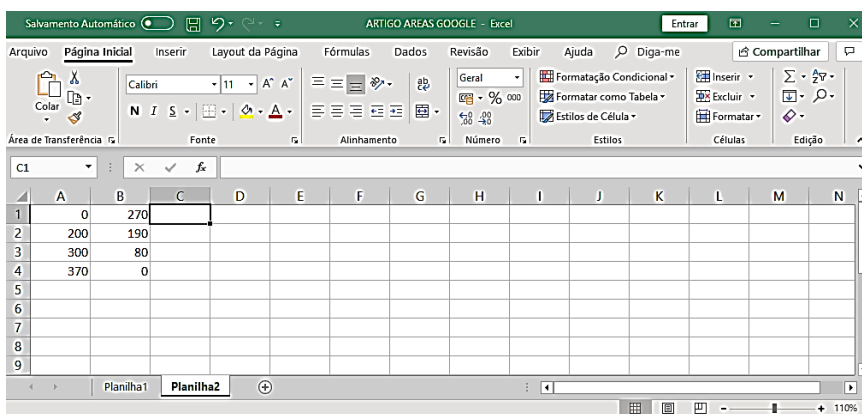 Salvamento Automático ARTIGO AREAS GOOGLE - Excel Entrar
Arquivo Página Inicial Inserir Layout da Página Fórmulas Dados Revisão Exibir Ajuda Diga-me Compartilhar
Colar
Calibri 11 A A
N I S A
ab
Geral
% 000
Formatação Condicional
Formatar como Tabela
Estilos de Célula
Inserir
Excluir
Formatar
Área de Transferência Fonte Alinhamento Número Estilos Células Edição
C1 fx
A B C D E F G H I J K L M N
1 0 270
2 200 190
3 300 80
4 370 0
5
6
7
8
9
Planilha1 Planilha2
110%